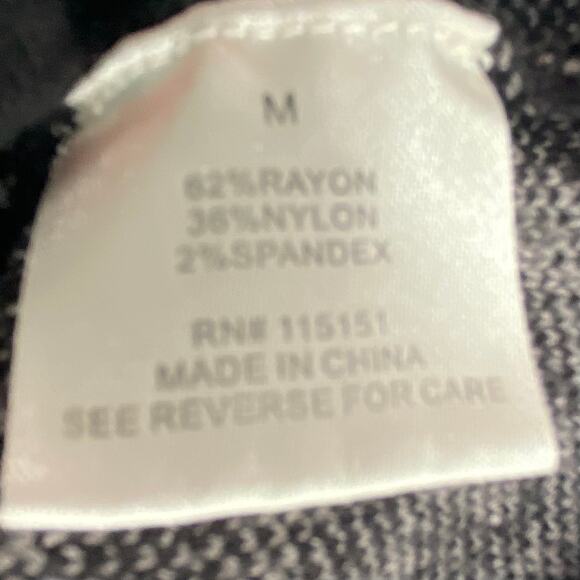 M
62%RAYON
36%NYLON
2%SPANDEX
RN# 115151
MADE IN CHINA
SEE REVERSE FOR CARE